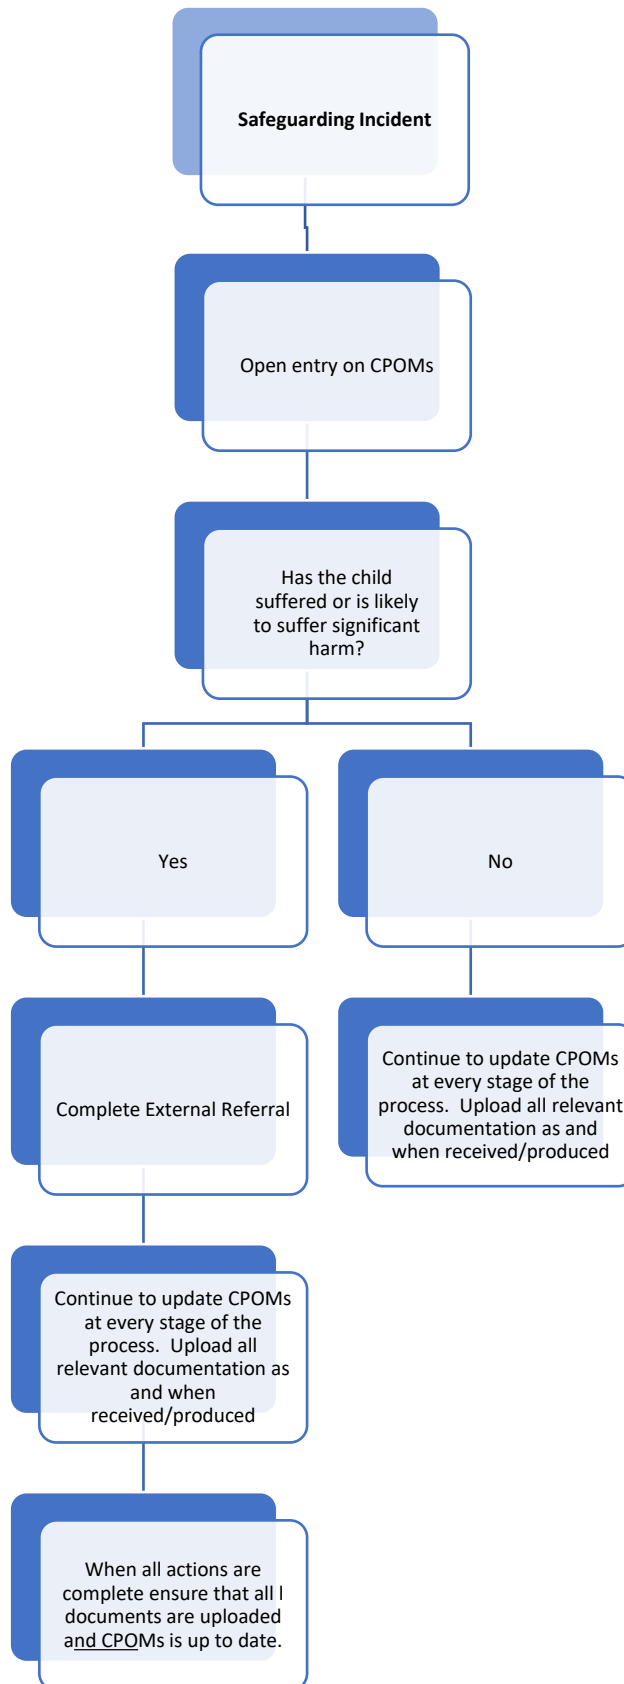 Safeguarding Incident
Open entry on CPOMs
Has the child
suffered or is likely
to suffer significant
harm?
Yes
No
Complete External Referral
Continue to update CPOMs
at every stage of the
process.  Upload all
relevant documentation as
and when
received/produced
Continue to update CPOMs
at every stage of the
process.  Upload all
relevant documentation as
and when
received/produced
When all actions are
complete ensure that all l
documents are uploaded
and CPOMs is up to date.